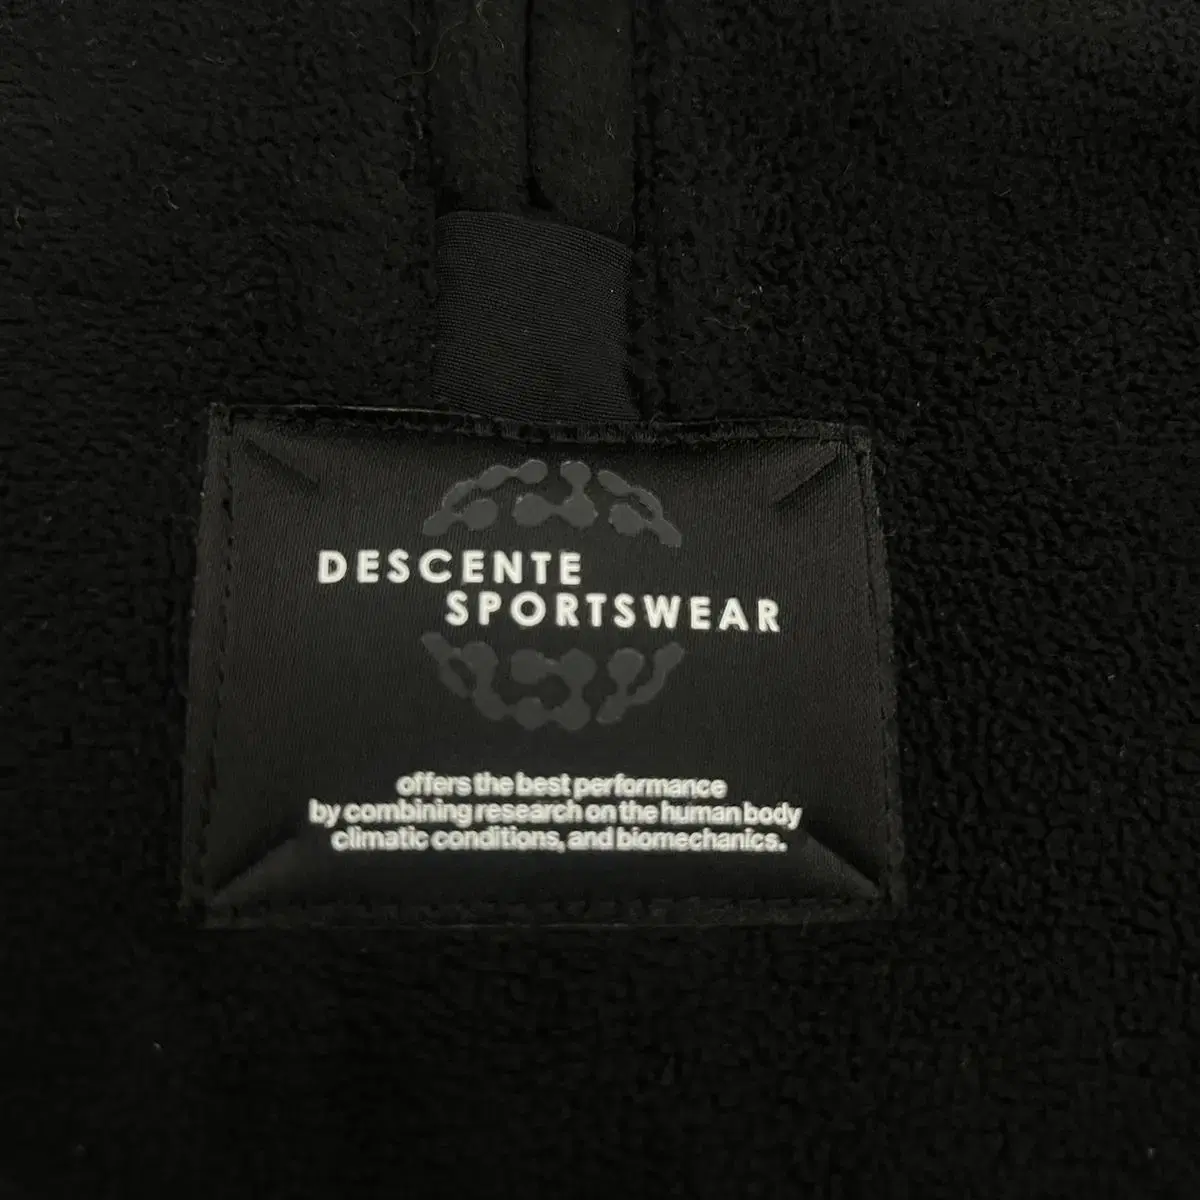 DESCENTE
SPORTSWEAR
offers the best performance
by combining research on the human body
climatic conditions, and biomechanics.